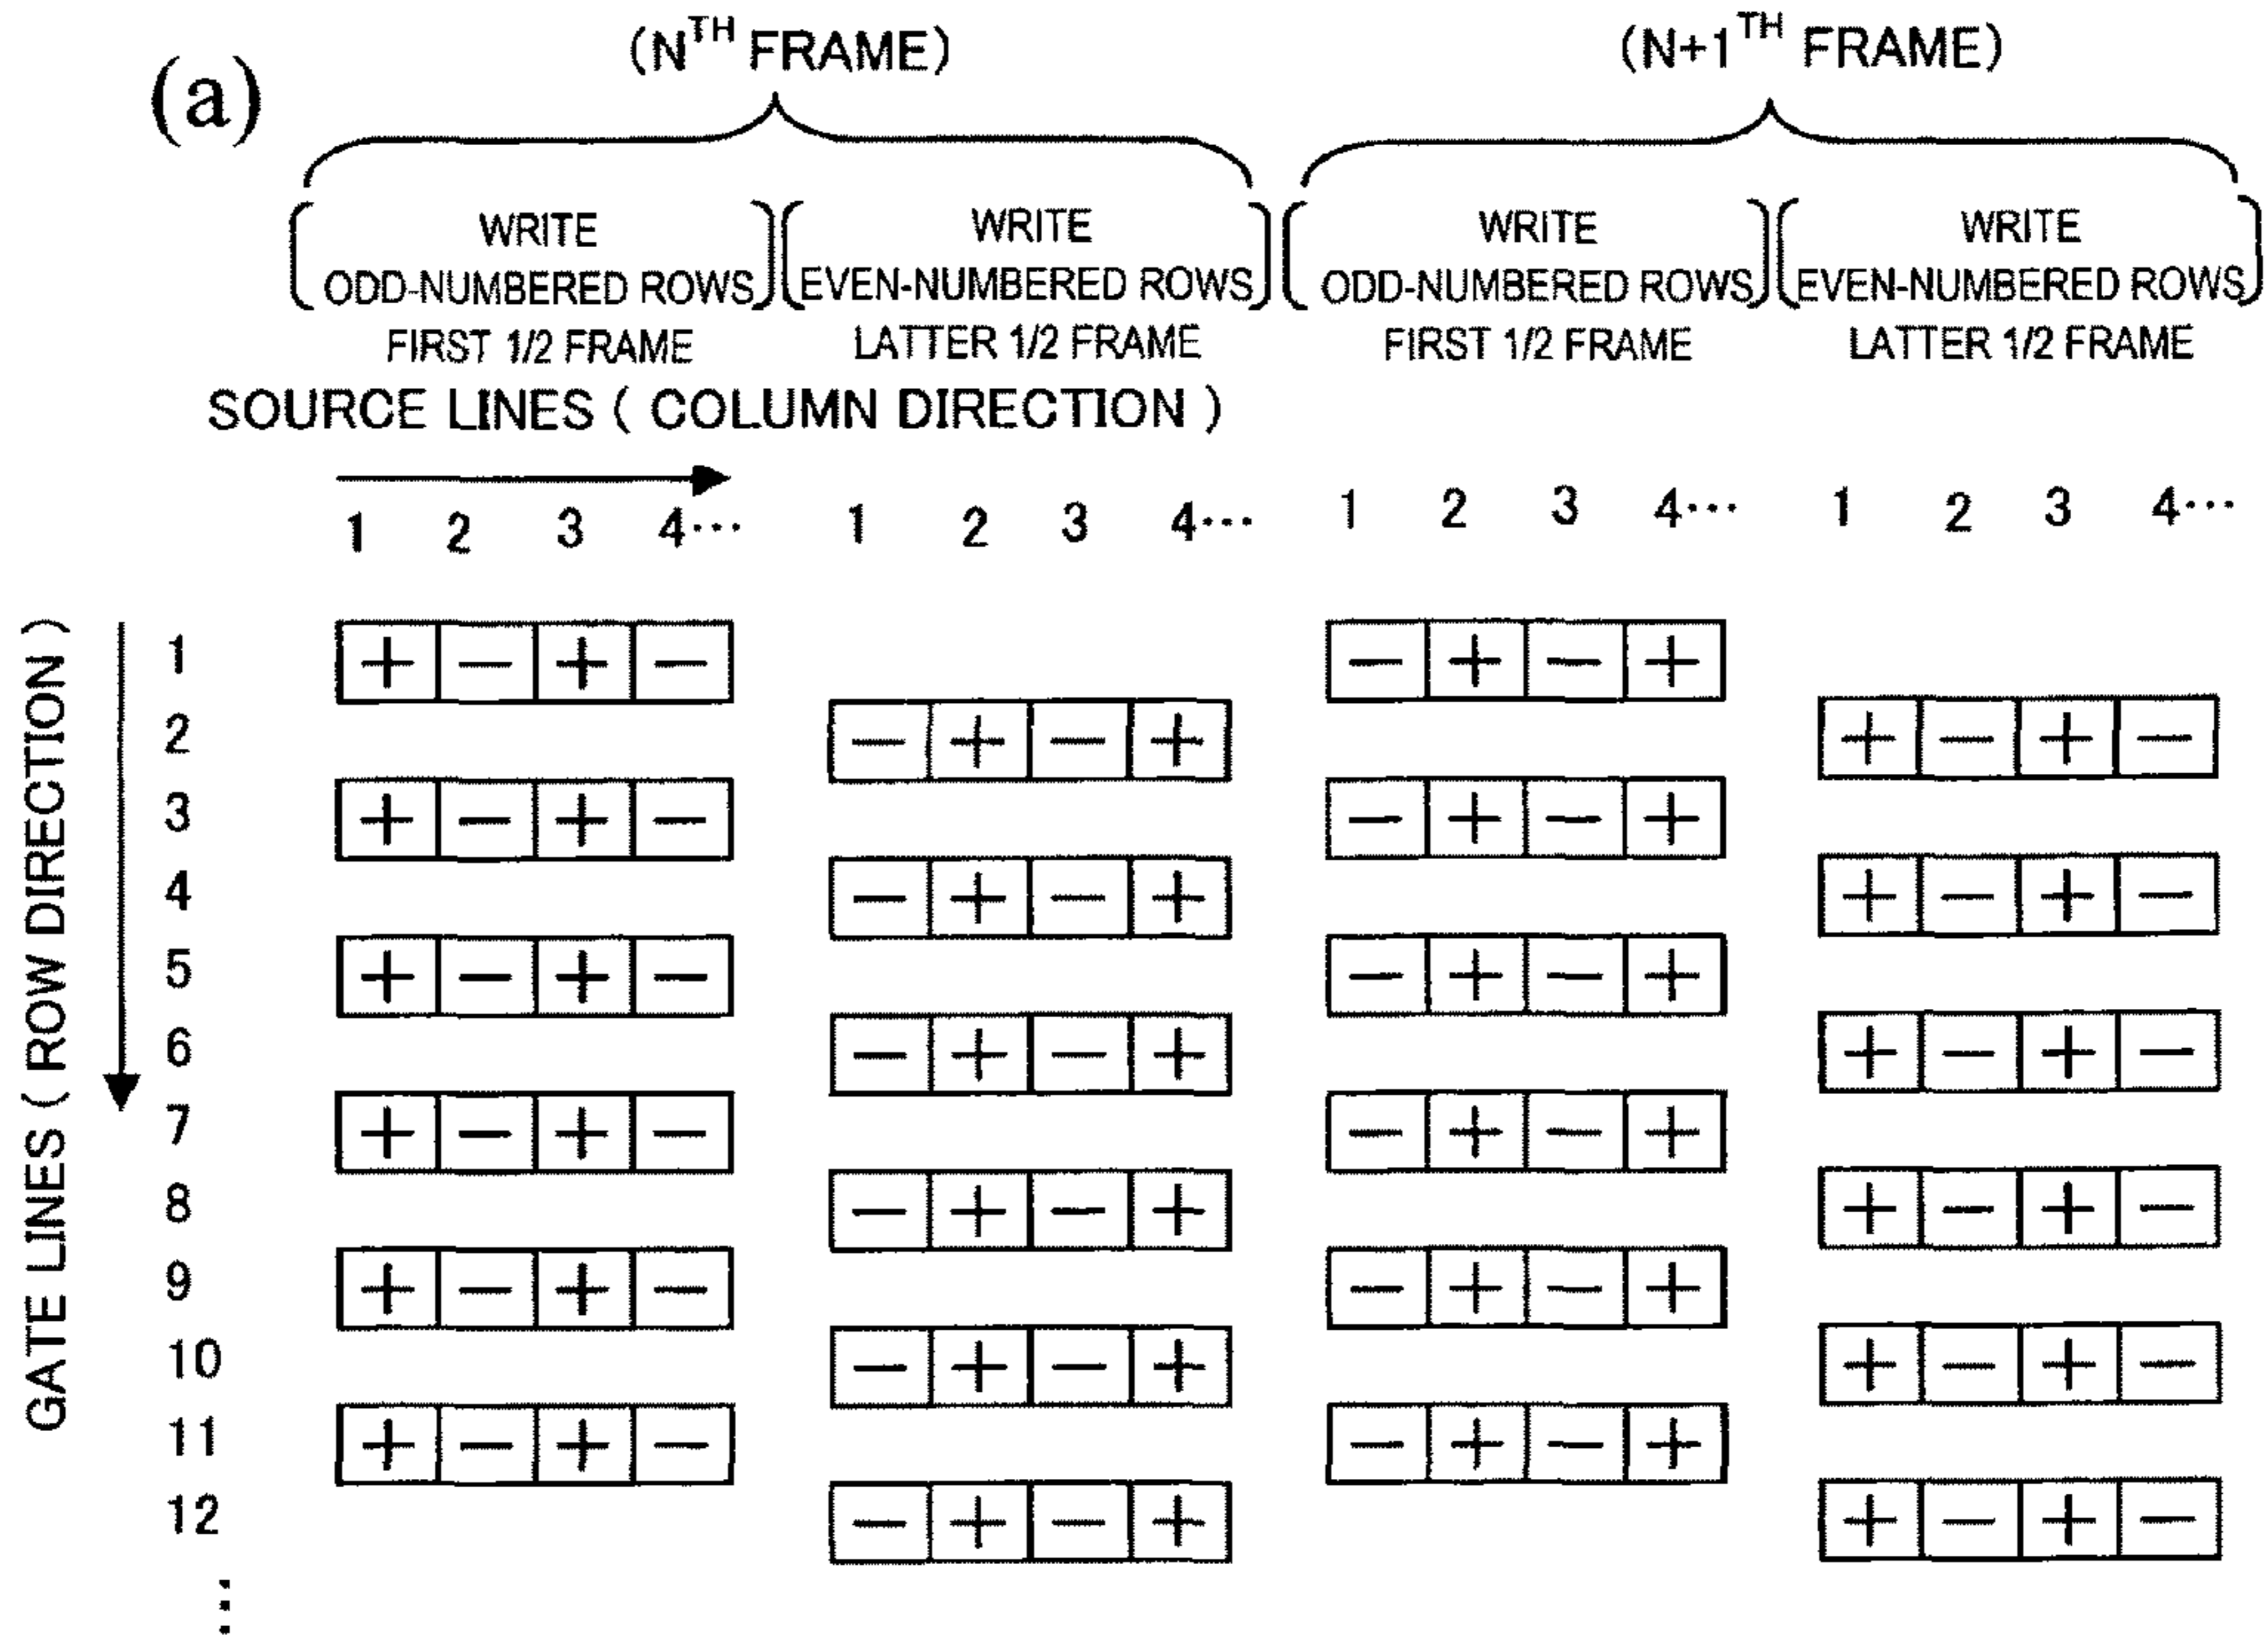 (a)
(N^TH FRAME) (N+1^TH FRAME)
WRITE WRITE WRITE WRITE
ODD-NUMBERED ROWS EVEN-NUMBERED ROWS ODD-NUMBERED ROWS EVEN-NUMBERED ROWS
FIRST 1/2 FRAME LATTER 1/2 FRAME FIRST 1/2 FRAME LATTER 1/2 FRAME
SOURCE LINES ( COLUMN DIRECTION )
1 2 3 4··· 1 2 3 4··· 1 2 3 4··· 1 2 3 4···
GATE LINES ( ROW DIRECTION )
1 + − + − − + − +
2 − + − + + − + −
3 + − + − − + − +
4 − + − + + − + −
5 + − + − − + − +
6 − + − + + − + −
7 + − + − − + − +
8 − + − + + − + −
9 + − + − − + − +
10 − + − + + − + −
11 + − + − − + − +
12 − + − + + − + −
⋮